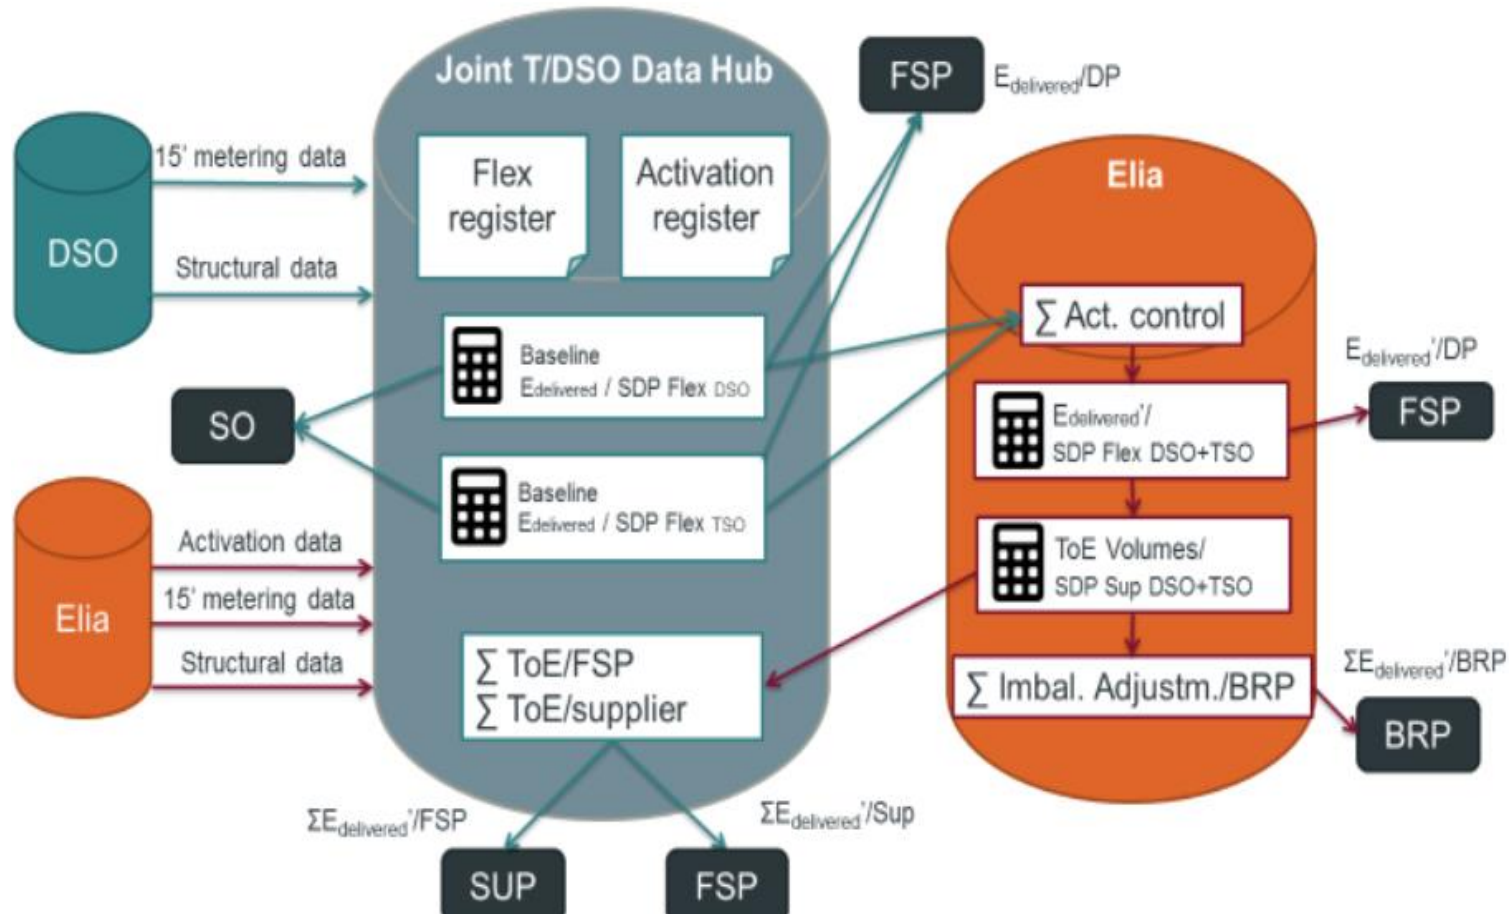 Joint T/DSO Data Hub
Flex
register
Activation
register
DSO
15' metering data
Structural data
Baseline
Edelivered / SDP Flex DSO
SO
Baseline
Edelivered / SDP Flex TSO
Elia
Activation data
15' metering data
Structural data
∑ ToE/FSP
∑ ToE/supplier
ΣEdelivered'/FSP
SUP
ΣEdelivered'/Sup
FSP
FSP
Edelivered/DP
Elia
∑ Act. control
Edelivered'/
SDP Flex DSO+TSO
Edelivered'/DP
FSP
ToE Volumes/
SDP Sup DSO+TSO
∑ Imbal. Adjustm./BRP
ΣEdelivered'/BRP
BRP